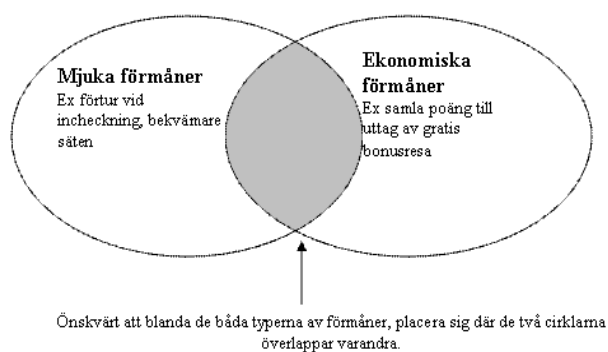 Mjuka förmåner
Ex förtur vid
incheckning, bekvämare
säten
Ekonomiska
förmåner
Ex samla poäng till
uttag av gratis
bonusresa
Önskvärt att blanda de båda typerna av förmåner, placera sig där de två cirklarna
överlappar varandra.